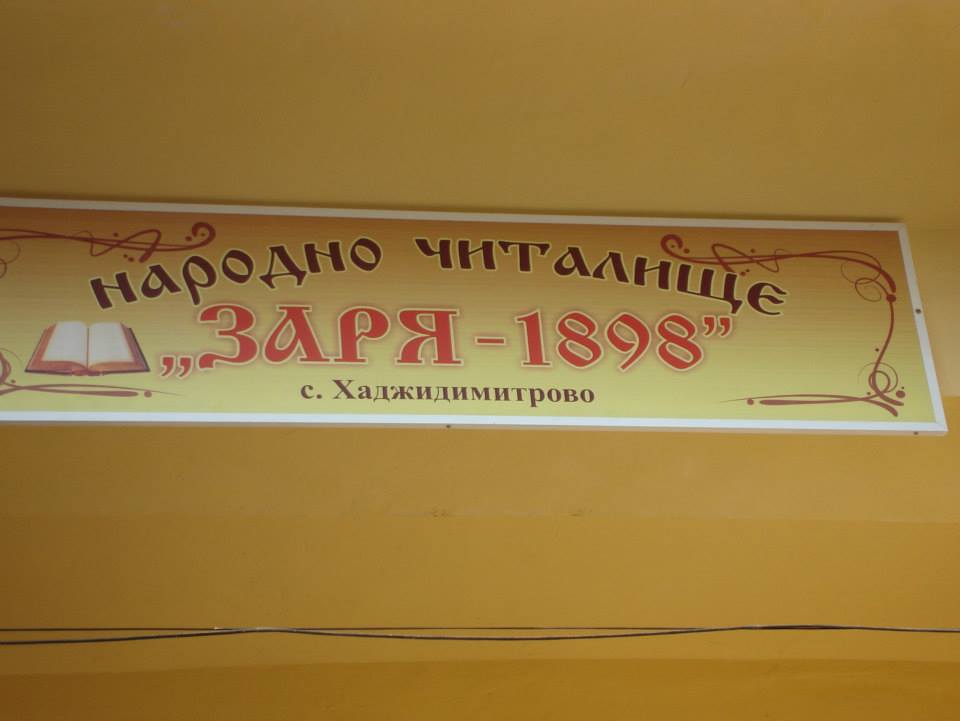 народно читалище
„ЗАРЯ - 1898”
с. Хаджидимитрово